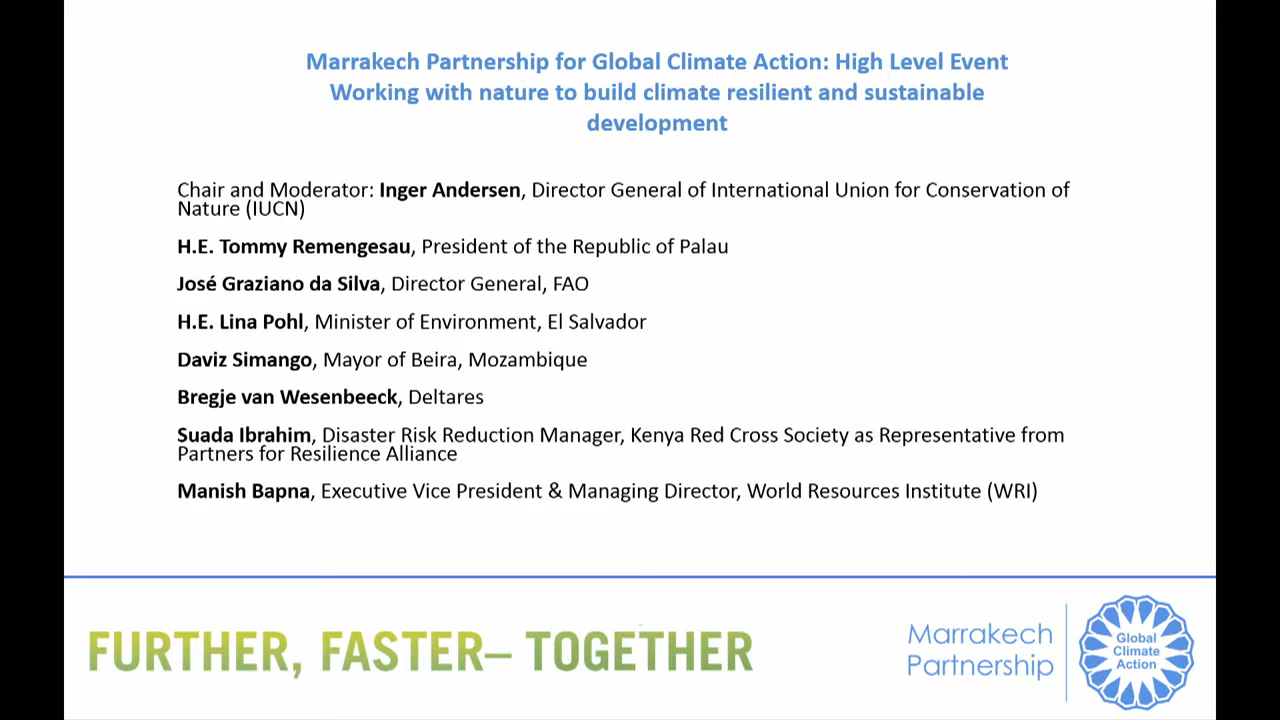 Marrakech Partnership for Global Climate Action: High Level Event
Working with nature to build climate resilient and sustainable
development
Chair and Moderator: Inger Andersen, Director General of International Union for Conservation of
Nature (IUCN)
H.E. Tommy Remengesau, President of the Republic of Palau
José Graziano da Silva, Director General, FAO
H.E. Lina Pohl, Minister of Environment, El Salvador
Daviz Simango, Mayor of Beira, Mozambique
Bregje van Wesenbeeck, Deltares
Suada Ibrahim, Disaster Risk Reduction Manager, Kenya Red Cross Society as Representative from
Partners for Resilience Alliance
Manish Bapna, Executive Vice President & Managing Director, World Resources Institute (WRI)
FURTHER, FASTER– TOGETHER
Marrakech
Partnership
Global
Climate
Action